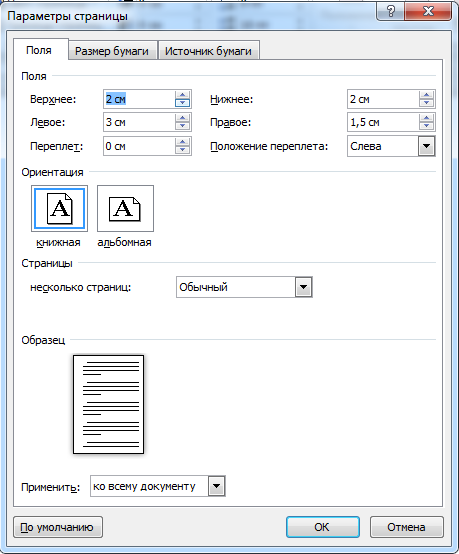 Параметры страницы
Поля Размер бумаги Источник бумаги
Поля
Верхнее: 2 см Нижнее: 2 см
Левое: 3 см Правое: 1,5 см
Переплет: 0 см Положение переплета: Слева
Ориентация
A A
книжная альбомная
Страницы
несколько страниц: Обычный
Образец
Применить: ко всему документу
По умолчанию ОК Отмена